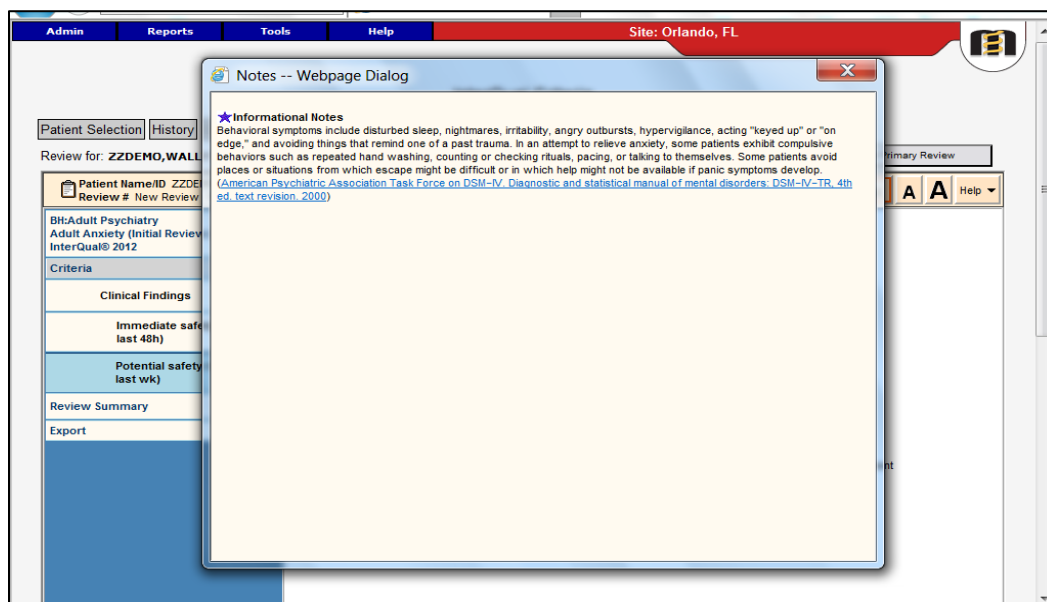 Admin Reports Tools Help Site: Orlando, FL
Notes -- Webpage Dialog
X
Informational Notes
Behavioral symptoms include disturbed sleep, nightmares, irritability, angry outbursts, hypervigilance, acting "keyed up" or "on
edge," and avoiding things that remind one of a past trauma. In an attempt to relieve anxiety, some patients exhibit compulsive
behaviors such as repeated hand washing, counting or checking rituals, pacing, or talking to themselves. Some patients avoid
places or situations from which escape might be difficult or in which help might not be available if panic symptoms develop.
(American Psychiatric Association Task Force on DSM-IV. Diagnostic and statistical manual of mental disorders: DSM-IV-TR, 4th
ed. text revision. 2000)
Patient Selection History
Review for: ZZDEMO,WALL
Primary Review
Patient Name/ID ZZDE
Review # New Review
A A Help
BH:Adult Psychiatry
Adult Anxiety (Initial Review
InterQual® 2012
Criteria
Clinical Findings
Immediate safe
last 48h)
Potential safety
last wk)
Review Summary
Export
nt